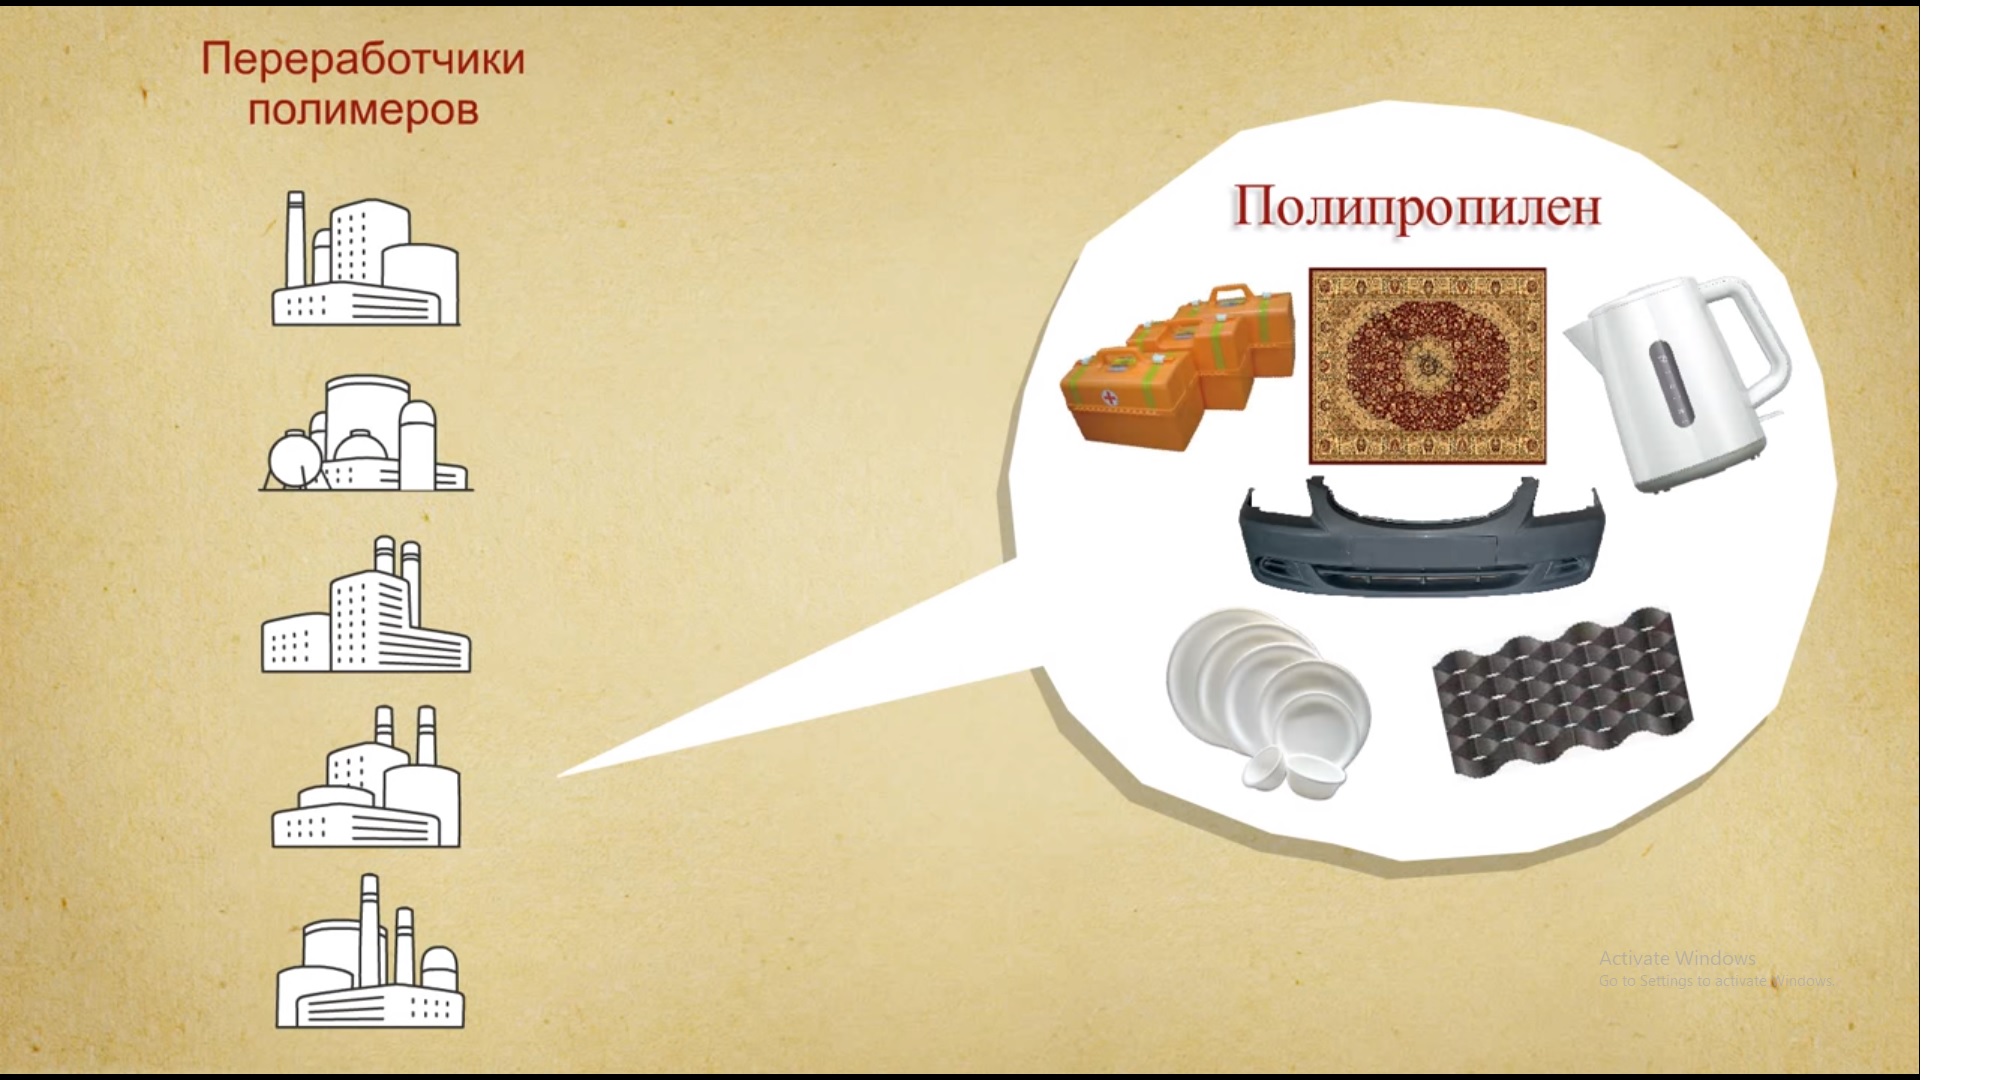 Переработчики
полимеров
Полипропилен
Activate Windows
Go to Settings to activate Windows.